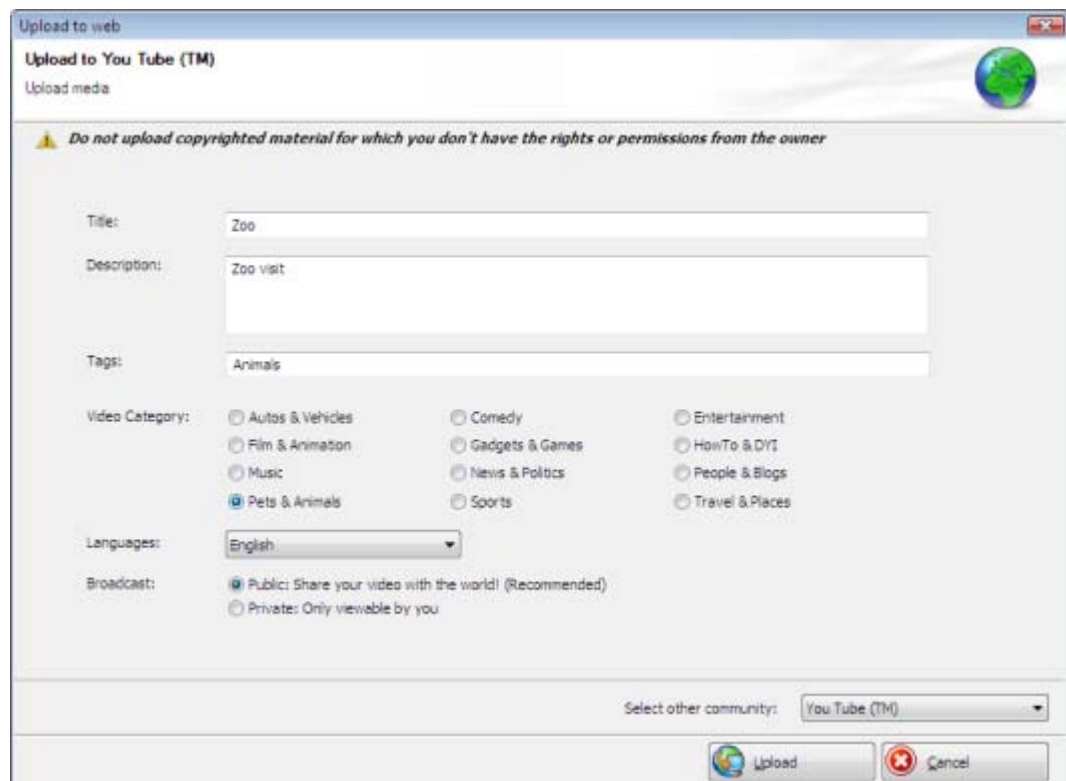 Upload to web
Upload to You Tube (TM)
Upload media
Do not upload copyrighted material for which you don't have the rights or permissions from the owner
Title: Zoo
Description: Zoo visit
Tags: Animals
Video Category: Autos & Vehicles Comedy Entertainment
Film & Animation Gadgets & Games HowTo & DYI
Music News & Politics People & Blogs
Pets & Animals Sports Travel & Places
Languages: English
Broadcast: Public: Share your video with the world! (Recommended)
Private: Only viewable by you
Select other community: You Tube (TM)
Upload Cancel